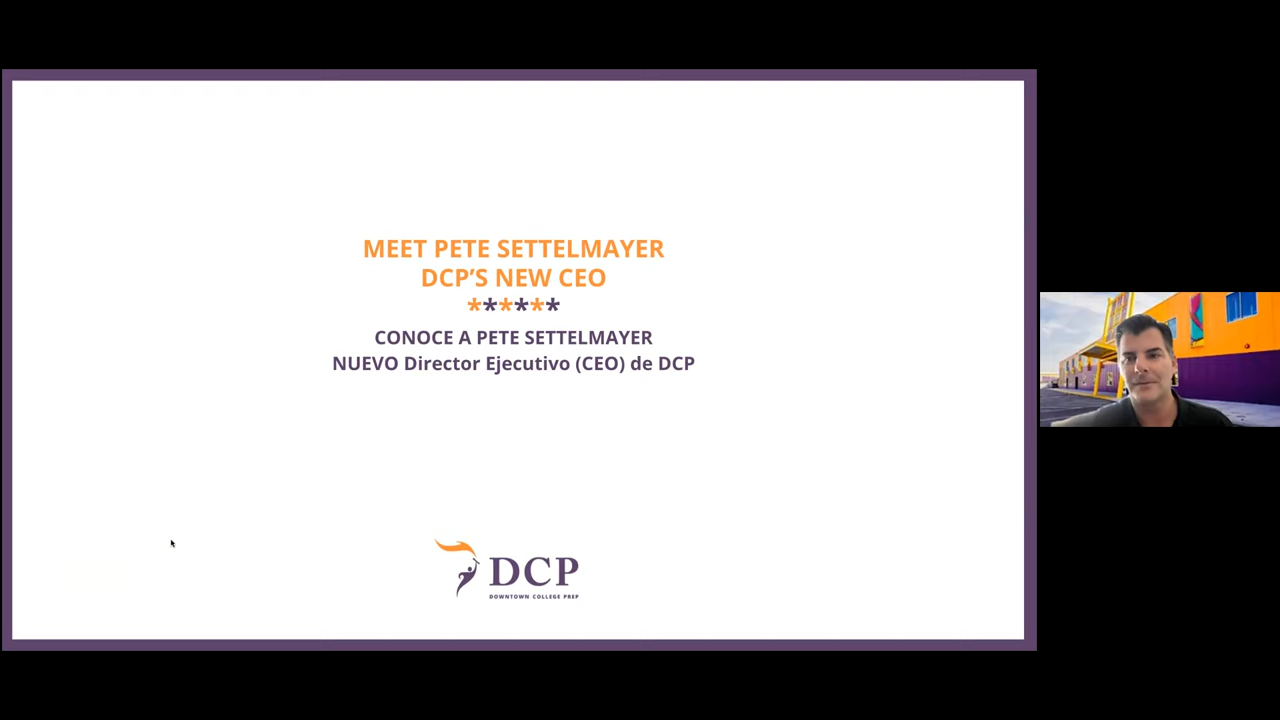 MEET PETE SETTELMAYER
DCP’S NEW CEO
******
CONOCE A PETE SETTELMAYER
NUEVO Director Ejecutivo (CEO) de DCP
DCP
DOWNTOWN COLLEGE PREP